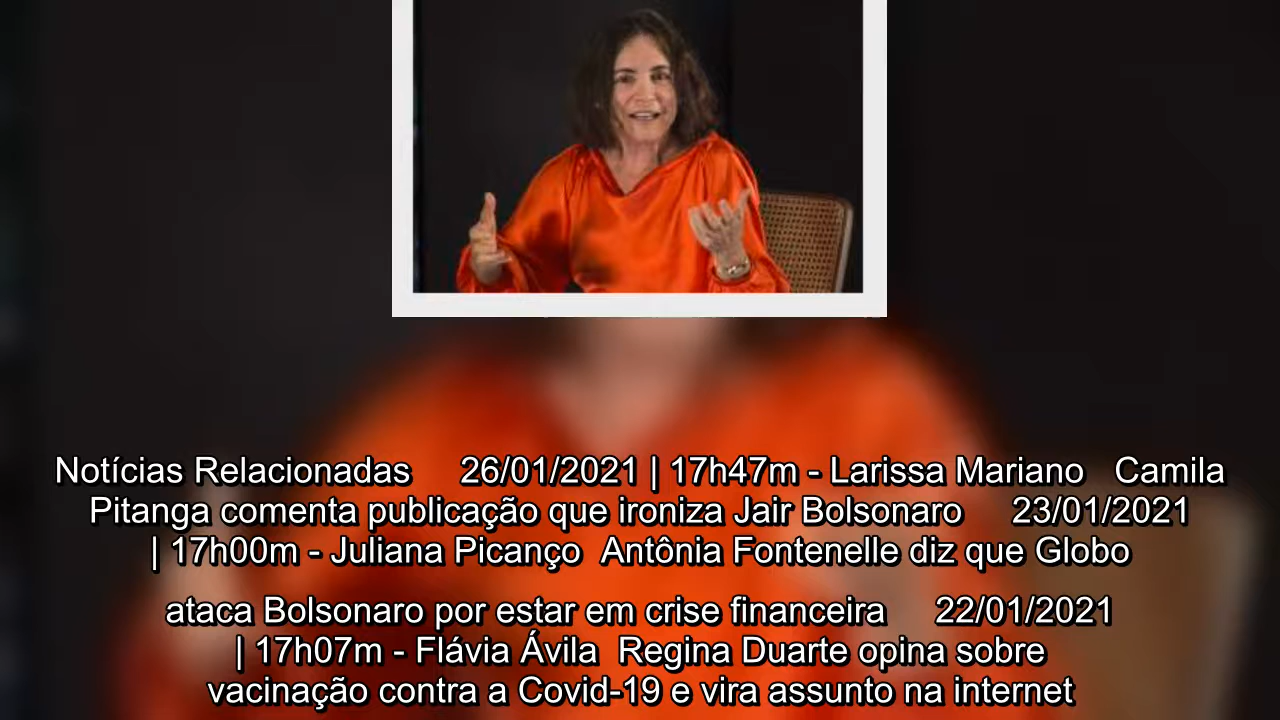 Notícias Relacionadas 26/01/2021 | 17h47m - Larissa Mariano Camila
Pitanga comenta publicação que ironiza Jair Bolsonaro 23/01/2021
| 17h00m - Juliana Picanço Antônia Fontenelle diz que Globo
ataca Bolsonaro por estar em crise financeira 22/01/2021
| 17h07m - Flávia Ávila Regina Duarte opina sobre
vacinação contra a Covid-19 e vira assunto na internet